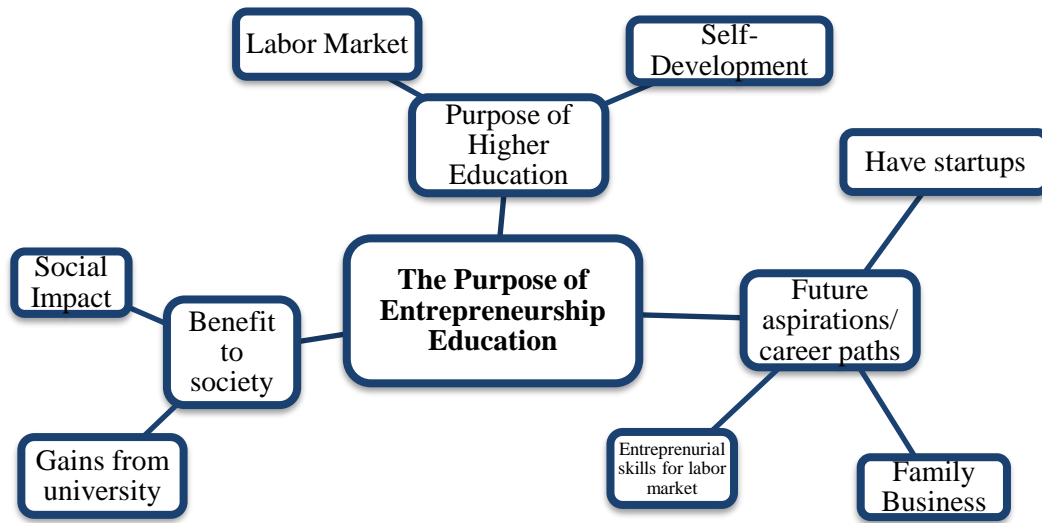 Labor Market
Self-
Development
Purpose of
Higher
Education
Have startups
The Purpose of
Entrepreneurship
Education
Social
Impact
Benefit
to
society
Future
aspirations/
career paths
Gains from
university
Entreprenurial
skills for labor
market
Family
Business